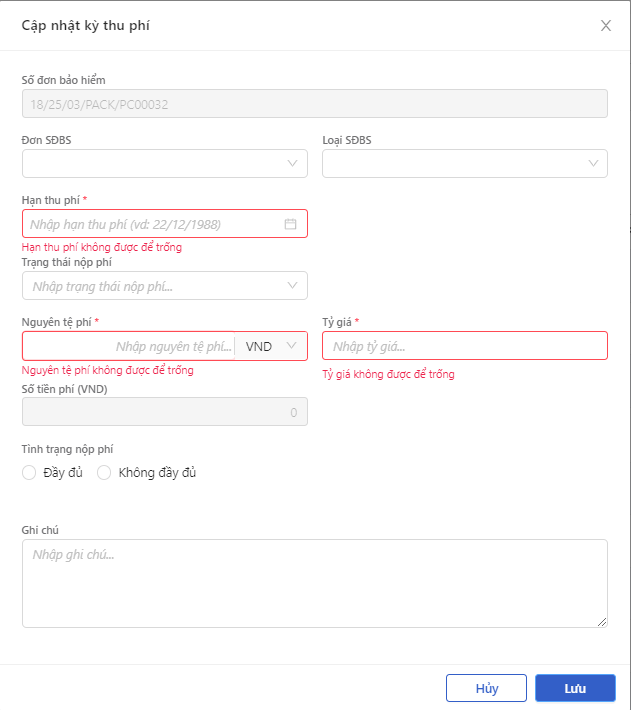 Cập nhật kỳ thu phí
Số đơn bảo hiểm
18/25/03/PACK/PC00032
Đơn SĐBS
Loại SĐBS
Hạn thu phí *
Nhập hạn thu phí (vd: 22/12/1988)
Hạn thu phí không được để trống
Trạng thái nộp phí
Nhập trạng thái nộp phí...
Nguyên tệ phí *
Tỷ giá *
Nhập nguyên tệ phí... VND
Nhập tỷ giá...
Nguyên tệ phí không được để trống
Tỷ giá không được để trống
Số tiền phí (VND)
0
Tình trạng nộp phí
Đầy đủ Không đầy đủ
Ghi chú
Nhập ghi chú...
Hủy Lưu